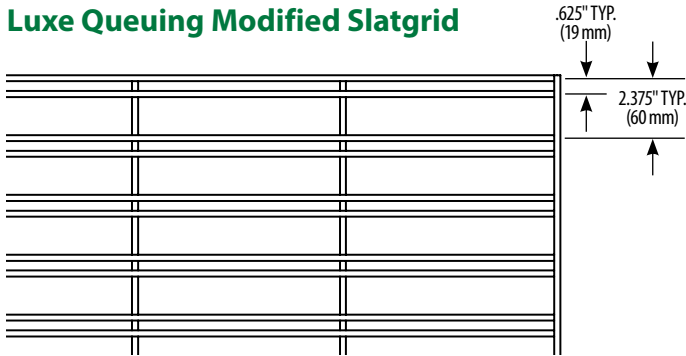 Luxe Queuing Modified Slatgrid
.625" TYP.
(19 mm)
2.375" TYP.
(60 mm)